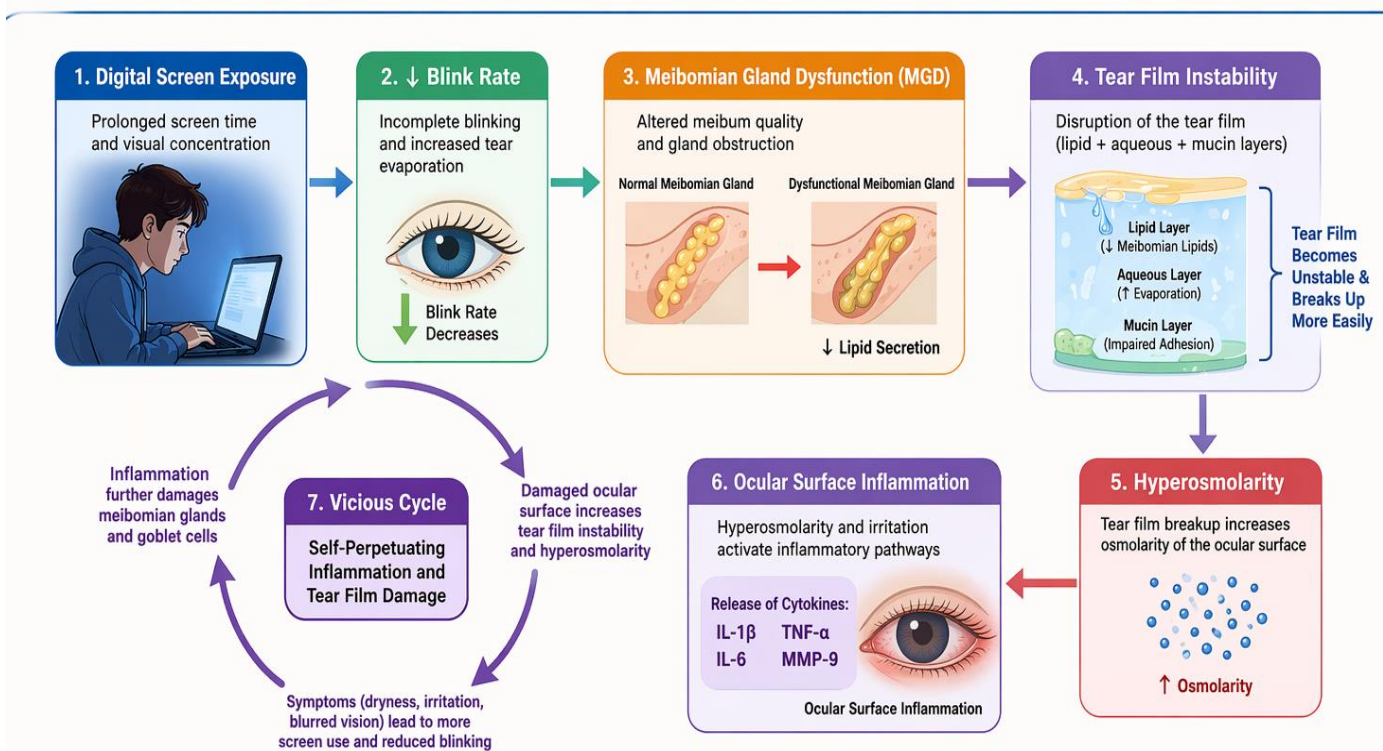 1. Digital Screen Exposure
Prolonged screen time
and visual concentration
2. ↓ Blink Rate
Incomplete blinking
and increased tear
evaporation
Blink Rate
Decreases
3. Meibomian Gland Dysfunction (MGD)
Altered meibum quality
and gland obstruction
Normal Meibomian Gland
Dysfunctional Meibomian Gland
↓ Lipid Secretion
4. Tear Film Instability
Disruption of the tear film
(lipid + aqueous + mucin layers)
Lipid Layer
(↓ Meibomian Lipids)
Aqueous Layer
(↑ Evaporation)
Mucin Layer
(Impaired Adhesion)
Tear Film
Becomes
Unstable &
Breaks Up
More Easily
5. Hyperosmolarity
Tear film breakup increases
osmolarity of the ocular surface
↑ Osmolarity
6. Ocular Surface Inflammation
Hyperosmolarity and irritation
activate inflammatory pathways
Release of Cytokines:
IL-1β TNF-α
IL-6 MMP-9
Ocular Surface Inflammation
7. Vicious Cycle
Self-Perpetuating
Inflammation and
Tear Film Damage
Damaged ocular
surface increases
tear film instability
and hyperosmolarity
Symptoms (dryness, irritation,
blurred vision) lead to more
screen use and reduced blinking
Inflammation
further damages
meibomian glands
and goblet cells